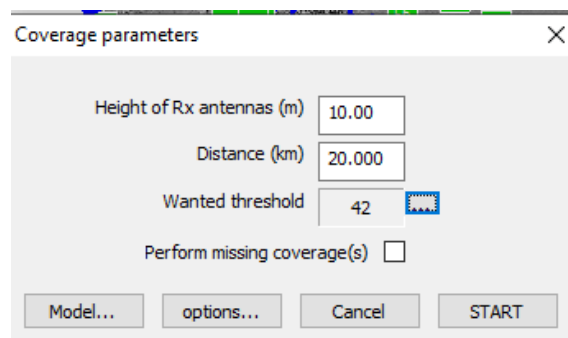 Coverage parameters
Height of Rx antennas (m) 10.00
Distance (km) 20.000
Wanted threshold 42 ...
Perform missing coverage(s)
Model... options... Cancel START